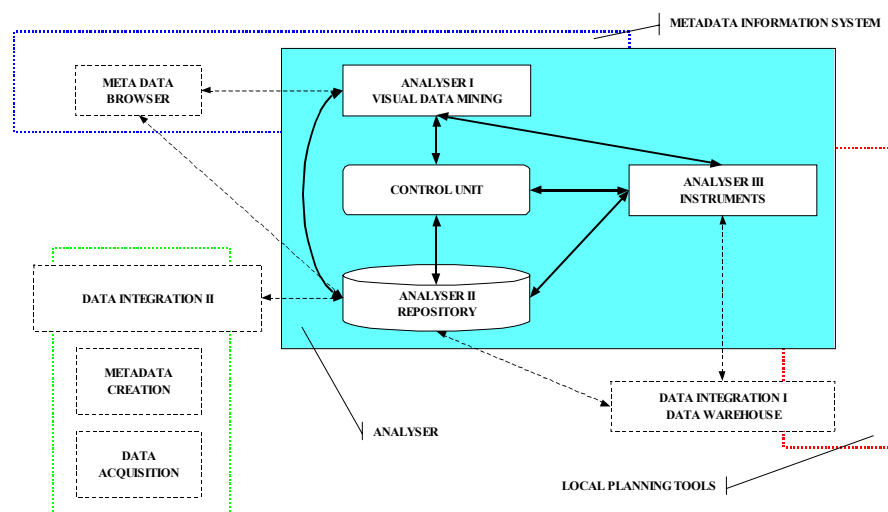 METADATA INFORMATION SYSTEM
META DATA
BROWSER
ANALYSER I
VISUAL DATA MINING
CONTROL UNIT
ANALYSER III
INSTRUMENTS
DATA INTEGRATION II
ANALYSER II
REPOSITORY
METADATA
CREATION
DATA INTEGRATION I
DATA WAREHOUSE
ANALYSER
DATA
ACQUISITION
LOCAL PLANNING TOOLS